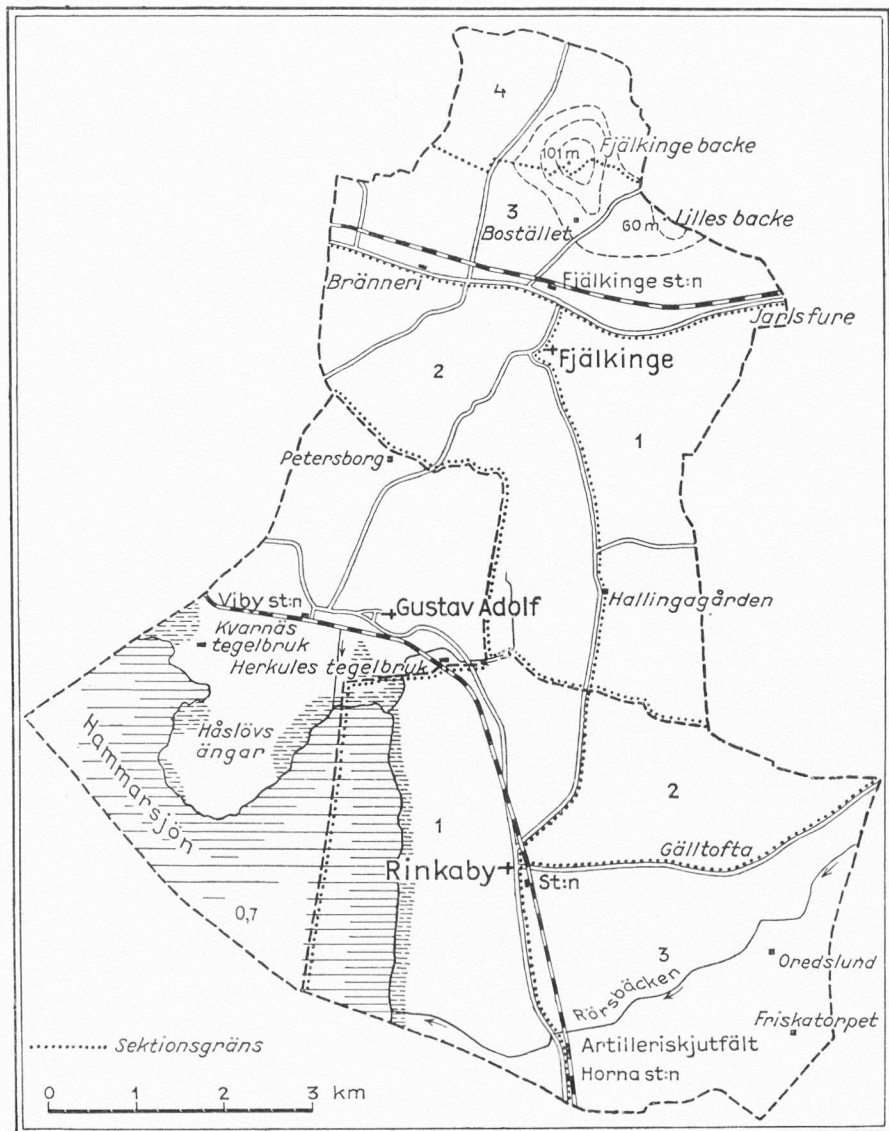 4
101 m
Fjälkinge backe
3
Bostället
60 m
Lilles backe
Bränneri
Fjälkinge st:n
Jarlsfure
2
Fjälkinge
1
Petersborg
Viby st:n
Gustav Adolf
Hallingagården
Kvarnäs
tegelbruk
Herkules tegelbruk
Hammarsjön
Håslövs
ängar
1
2
Gälltofta
Rinkaby
St:n
0,7
3
Oredslund
Rörsbäcken
Friskatorpet
Sektionsgräns
Artilleriskjutfält
Horna st:n
0 1 2 3 km